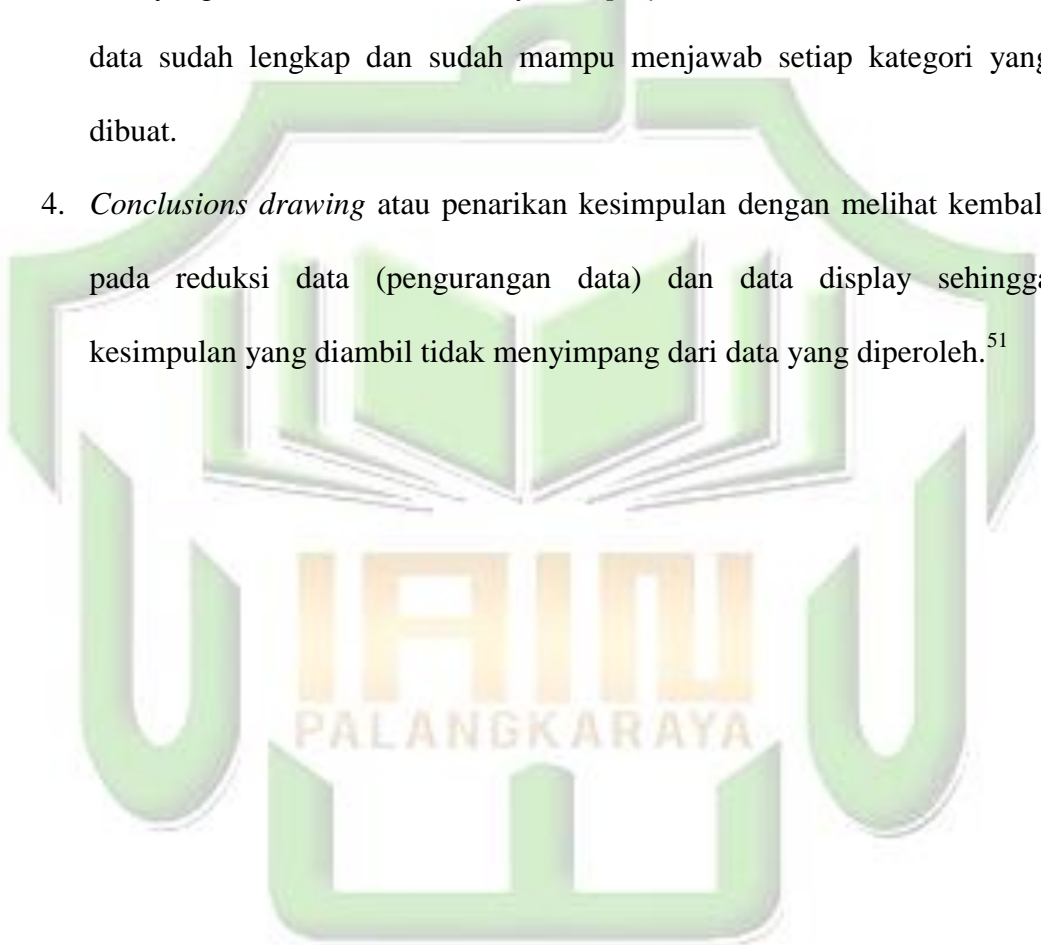 data sudah lengkap dan sudah mampu menjawab setiap kategori yang
dibuat.
4. Conclusions drawing atau penarikan kesimpulan dengan melihat kembal
pada reduksi data (pengurangan data) dan data display sehingga
kesimpulan yang diambil tidak menyimpang dari data yang diperoleh.51
IAIN
PALANGKARAYA